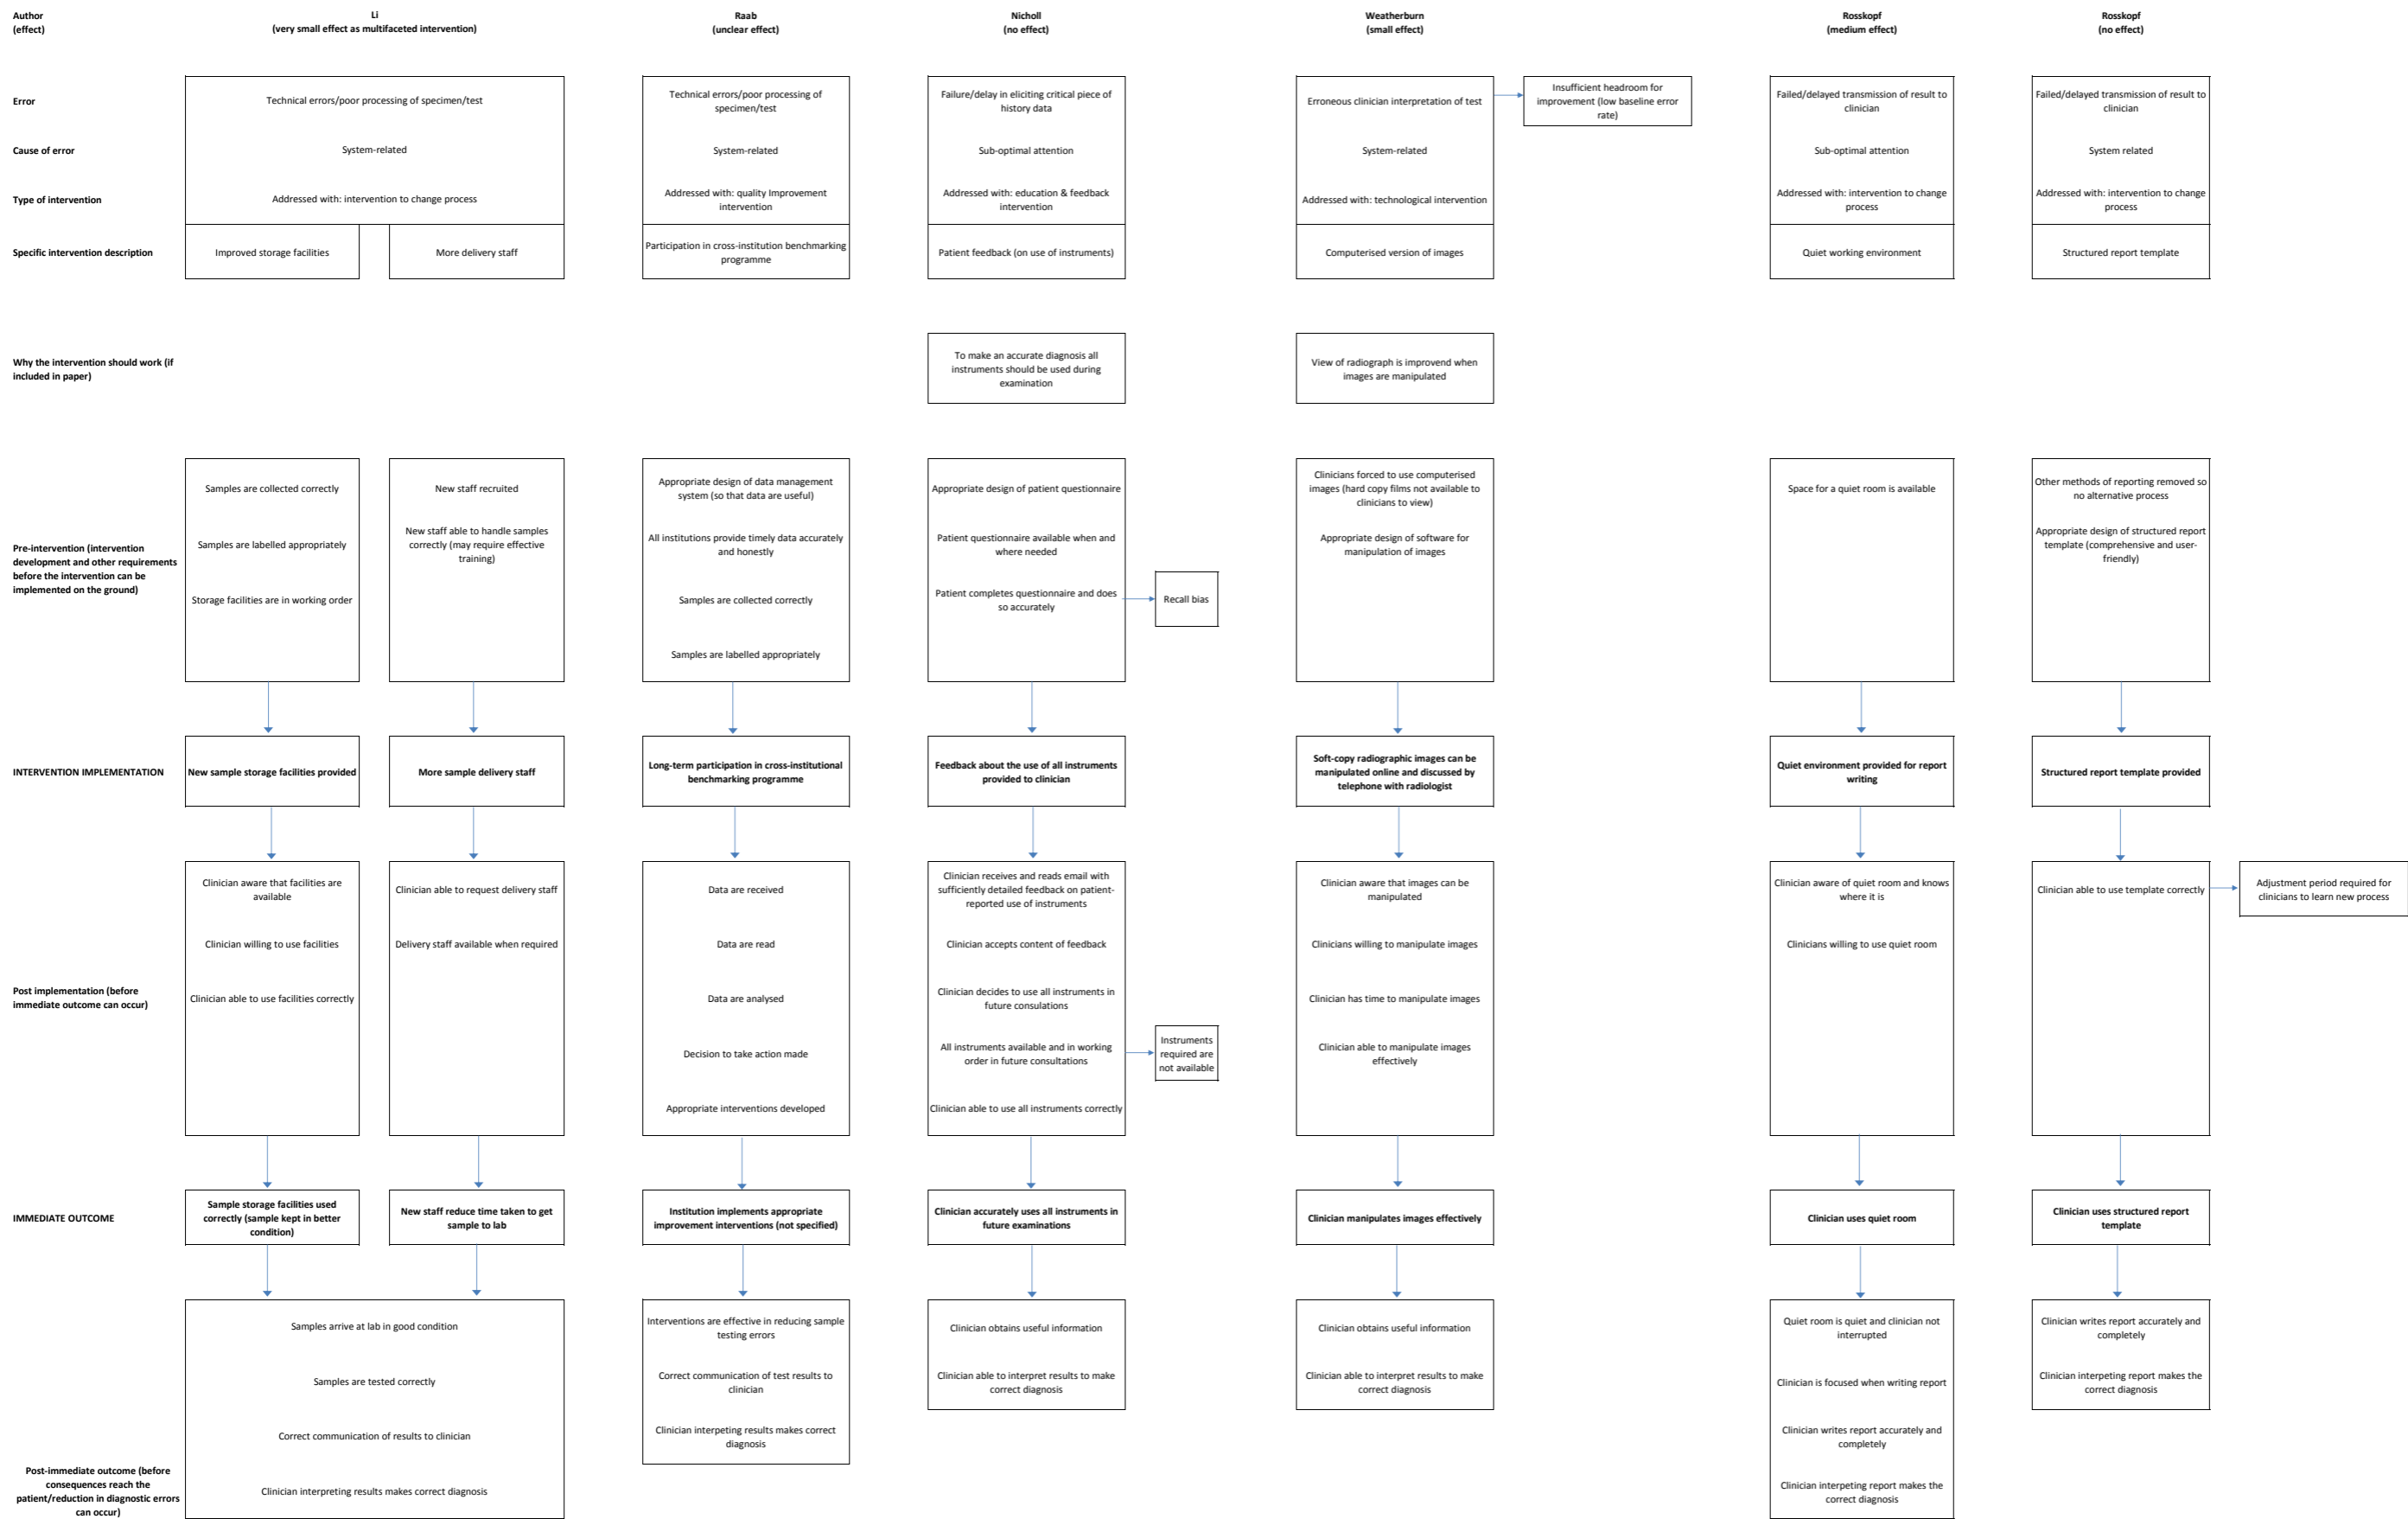 Author
(effect)
Li
(very small effect as multifaceted intervention)
Raab
(unclear effect)
Nicholl
(no effect)
Weatherburn
(small effect)
Rosskopf
(medium effect)
Rosskopf
(no effect)
Error
Technical errors/poor processing of specimen/test
Technical errors/poor processing of
specimen/test
Failure/delay in eliciting critical piece of
history data
Erroneous clinician interpretation of test
Insufficient headroom for
improvement (low baseline error
rate)
Failed/delayed transmission of result to
clinician
Failed/delayed transmission of result to
clinician
Cause of error
System-related
System-related
Sub-optimal attention
System-related
Sub-optimal attention
System related
Type of intervention
Addressed with: intervention to change process
Addressed with: quality Improvement
intervention
Addressed with: education & feedback
intervention
Addressed with: technological intervention
Addressed with: intervention to change
process
Addressed with: intervention to change
process
Specific intervention description
Improved storage facilities
More delivery staff
Participation in cross-institution benchmarking
programme
Patient feedback (on use of instruments)
Computerised version of images
Quiet working environment
Structured report template
Why the intervention should work (if
included in paper)
To make an accurate diagnosis all
instruments should be used during
examination
View of radiograph is improvend when
images are manipulated
Pre-intervention (intervention
development and other requirements
before the intervention can be
implemented on the ground)
Samples are collected correctly
Samples are labelled appropriately
Storage facilities are in working order
New staff recruited
New staff able to handle samples
correctly (may require effective
training)
Appropriate design of data management
system (so that data are useful)
All institutions provide timely data accurately
and honestly
Samples are collected correctly
Samples are labelled appropriately
Appropriate design of patient questionnaire
Patient questionnaire available when and
where needed
Patient completes questionnaire and does
so accurately
Recall bias
Clinicians forced to use computerised
images (hard copy films not available to
clinicians to view)
Appropriate design of software for
manipulation of images
Space for a quiet room is available
Other methods of reporting removed so
no alternative process
Appropriate design of structured report
template (comprehensive and user-
friendly)
INTERVENTION IMPLEMENTATION
New sample storage facilities provided
More sample delivery staff
Long-term participation in cross-institutional
benchmarking programme
Feedback about the use of all instruments
provided to clinician
Soft-copy radiographic images can be
manipulated online and discussed by
telephone with radiologist
Quiet environment provided for report
writing
Structured report template provided
Post implementation (before
immediate outcome can occur)
Clinician aware that facilities are
available
Clinician willing to use facilities
Clinician able to use facilities correctly
Clinician able to request delivery staff
Delivery staff available when required
Data are received
Data are read
Data are analysed
Decision to take action made
Appropriate interventions developed
Clinician receives and reads email with
sufficiently detailed feedback on patient-
reported use of instruments
Clinician accepts content of feedback
Clinician decides to use all instruments in
future consulations
All instruments available and in working
order in future consultations
Clinician able to use all instruments correctly
Instruments
required are
not available
Clinician aware that images can be
manipulated
Clinicians willing to manipulate images
Clinician has time to manipulate images
Clinician able to manipulate images
effectively
Clinician aware of quiet room and knows
where it is
Clinicians willing to use quiet room
Clinician able to use template correctly
Adjustment period required for
clinicians to learn new process
IMMEDIATE OUTCOME
Sample storage facilities used
correctly (sample kept in better
condition)
New staff reduce time taken to get
sample to lab
Institution implements appropriate
improvement interventions (not specified)
Clinician accurately uses all instruments in
future examinations
Clinician manipulates images effectively
Clinician uses quiet room
Clinician uses structured report
template
Post-immediate outcome (before
consequences reach the
patient/reduction in diagnostic errors
can occur)
Samples arrive at lab in good condition
Samples are tested correctly
Correct communication of results to clinician
Clinician interpreting results makes correct diagnosis
Interventions are effective in reducing sample
testing errors
Correct communication of test results to
clinician
Clinician interpeting results makes correct
diagnosis
Clinician obtains useful information
Clinician able to interpret results to make
correct diagnosis
Clinician obtains useful information
Clinician able to interpret results to make
correct diagnosis
Quiet room is quiet and clinician not
interrupted
Clinician is focused when writing report
Clinician writes report accurately and
completely
Clinician interpeting report makes the
correct diagnosis
Clinician writes report accurately and
completely
Clinician interpeting report makes the
correct diagnosis